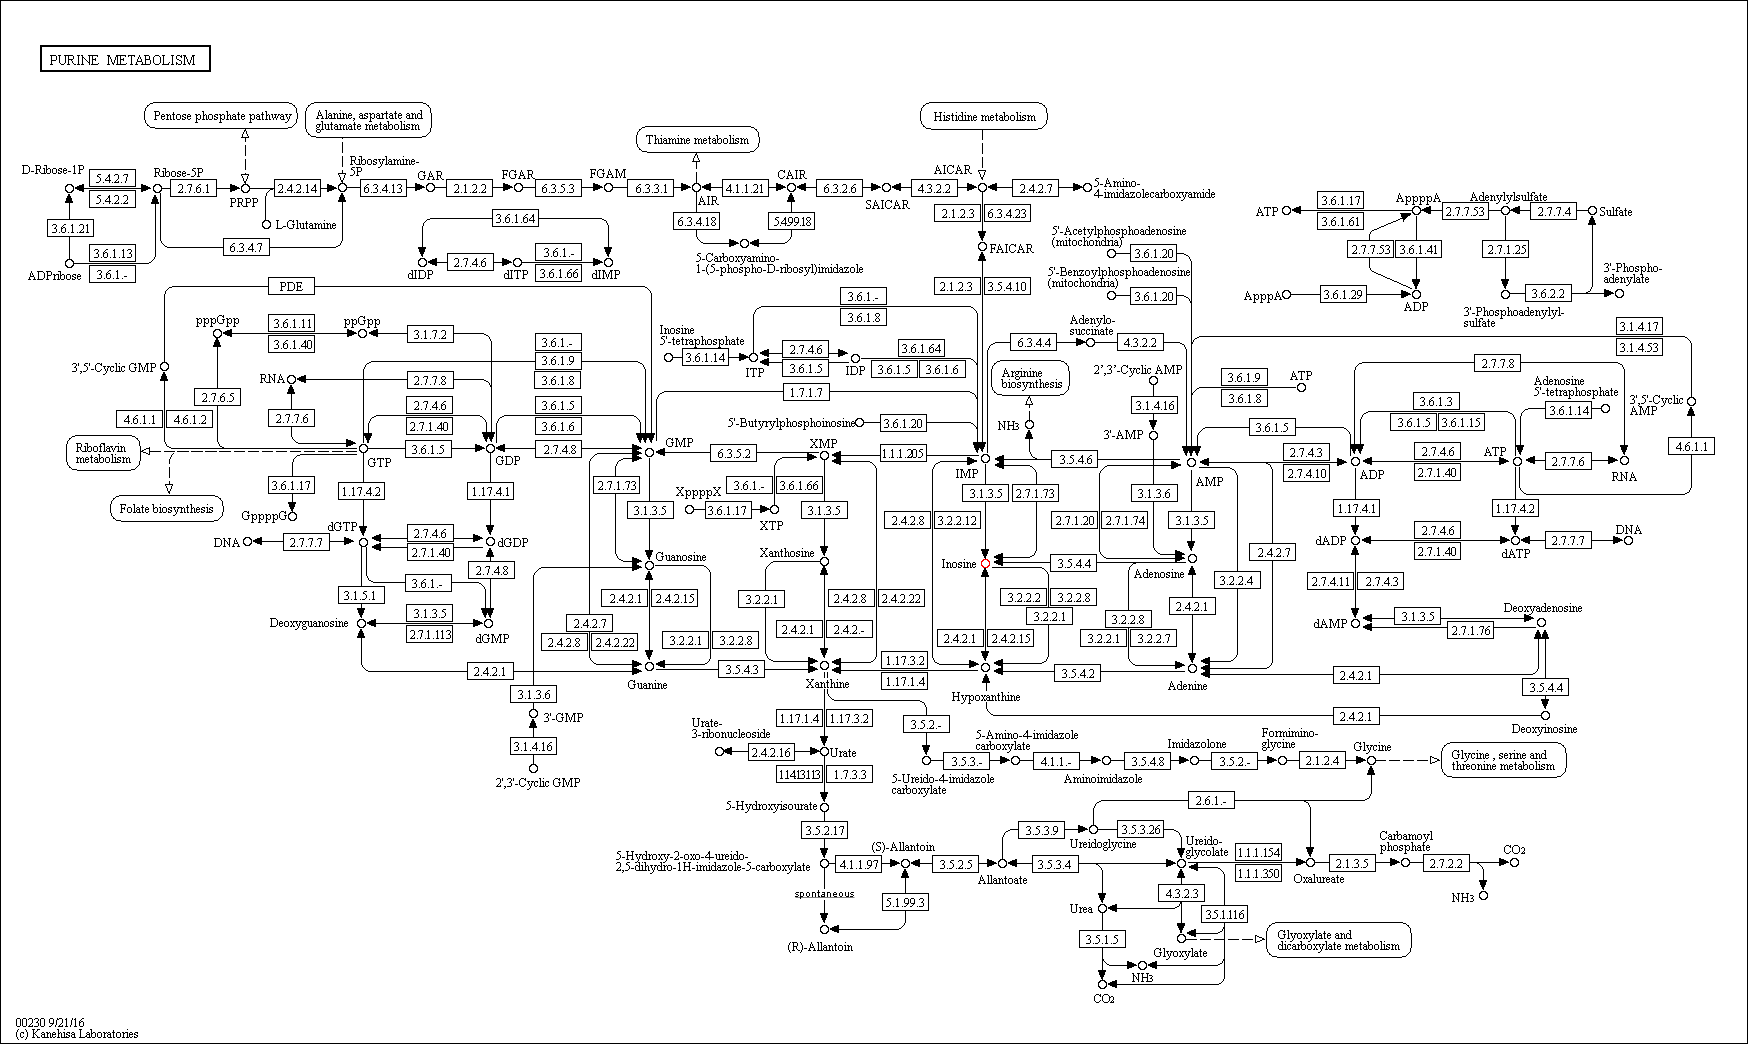 PURINE METABOLISM
Pentose phosphate pathway
Alanine, aspartate and
glutamate metabolism
Thiamine metabolism
Histidine metabolism
D-Ribose-1P
5.4.2.7
5.4.2.2
Ribose-5P
2.7.6.1
PRPP
2.4.2.14
Ribosylamine-
5P
6.3.4.13
GAR
2.1.2.2
FGAR
6.3.5.3
FGAM
6.3.3.1
AIR
4.1.1.21
CAIR
6.3.2.6
SAICAR
4.3.2.2
AICAR
2.4.2.7
5-Amino-
4-imidazolecarboxyamide
L-Glutamine
3.6.1.21
3.6.1.13
3.6.1.-
ADPribose
6.3.4.7
3.6.1.64
dIDP
2.7.4.6
dITP
3.6.1.-
3.6.1.66
dIMP
6.3.4.18
5.4.99.18
5-Carboxyamino-
1-(5-phospho-D-ribosyl)imidazole
2.1.2.3
6.3.4.23
FAICAR
2.1.2.3
3.5.4.10
5'-Acetylphosphoadenosine
(mitochondria)
3.6.1.20
5'-Benzoylphosphoadenosine
(mitochondria)
3.6.1.20
ATP
3.6.1.17
3.6.1.61
AppppA
2.7.7.53
Adenylylsulfate
2.7.7.4
Sulfate
2.7.7.53
3.6.1.41
2.7.1.25
ApppA
3.6.1.29
ADP
3.6.2.2
3'-Phospho-
adenylate
3'-Phosphoadenylyl-
sulfate
PDE
pppGpp
3.6.1.11
3.6.1.40
ppGpp
3.1.7.2
3.6.1.-
3.6.1.9
3.6.1.8
3',5'-Cyclic GMP
RNA
2.7.7.8
2.7.6.5
2.7.7.6
4.6.1.1
4.6.1.2
2.7.4.6
2.7.1.40
3.6.1.5
3.6.1.6
Riboflavin
metabolism
GTP
3.6.1.5
GDP
2.7.4.8
GMP
6.3.5.2
XMP
1.1.1.205
IMP
Inosine
5'-tetraphosphate
3.6.1.14
ITP
2.7.4.6
3.6.1.5
IDP
3.6.1.-
3.6.1.8
3.6.1.64
3.6.1.5
3.6.1.6
1.7.1.7
5'-Butyrylphosphoinosine
3.6.1.20
6.3.4.4
Adenylo-
succinate
4.3.2.2
Arginine
biosynthesis
NH3
2',3'-Cyclic AMP
3.1.4.16
3'-AMP
3.5.4.6
AMP
3.6.1.9
3.6.1.8
ATP
3.6.1.5
2.7.4.3
2.7.4.10
ADP
2.7.7.8
3.6.1.3
3.6.1.5
3.6.1.15
2.7.4.6
2.7.1.40
ATP
Adenosine
5'-tetraphosphate
3.6.1.14
3.1.4.17
3.1.4.53
3',5'-Cyclic
AMP
4.6.1.1
2.7.7.6
RNA
Folate biosynthesis
3.6.1.17
GppppG
1.17.4.2
1.17.4.1
2.1.7.73
3.1.3.5
XppppX
3.6.1.-
3.6.1.66
3.6.1.17
XTP
3.1.3.5
3.1.3.5
2.7.1.73
2.4.2.8
3.2.2.12
3.1.3.6
2.7.1.20
2.7.1.74
3.1.3.5
1.17.4.1
1.17.4.2
DNA
2.7.7.7
dGTP
2.7.4.6
2.7.1.40
dGDP
Guanosine
Xanthosine
Inosine
3.5.4.4
Adenosine
2.4.2.7
dADP
2.7.4.6
2.7.1.40
dATP
2.7.7.7
DNA
3.6.1.-
2.7.4.8
3.1.5.1
Deoxyguanosine
3.1.3.5
2.7.1.113
dGMP
2.4.2.1
2.4.2.15
2.4.2.7
2.4.2.8
2.4.2.22
3.2.2.1
3.2.2.8
3.2.2.1
2.4.2.8
2.4.2.22
2.4.2.1
2.4.2.-
3.2.2.2
3.2.2.8
3.2.2.1
2.4.2.1
2.4.2.15
3.2.2.4
2.4.2.1
3.2.2.8
3.2.2.1
3.2.2.7
2.7.4.11
2.7.4.3
dAMP
3.1.3.5
2.7.1.76
Deoxyadenosine
2.4.2.1
Guanine
3.5.4.3
Xanthine
1.17.3.2
1.17.1.4
Hypoxanthine
3.5.4.2
Adenine
2.4.2.1
3.5.4.4
2.4.2.1
Deoxyinosine
3.1.3.6
3'-GMP
3.1.4.16
2',3'-Cyclic GMP
Urate-
3-ribonucleoside
2.4.2.16
1.17.1.4
1.17.3.2
Urate
1.14.13.113
1.7.3.3
3.5.2.-
5-Ureido-4-imidazole
carboxylate
3.5.3.-
5-Amino-4-imidazole
carboxylate
4.1.1.-
Aminoimidazole
3.5.4.8
Imidazolone
3.5.2.-
Formimino-
glycine
2.1.2.4
Glycine
Glycine , serine and
threonine metabolism
5-Hydroxyisourate
3.5.2.17
5-Hydroxy-2-oxo-4-ureido-
2,5-dihydro-1H-imidazole-5-carboxylate
4.1.1.97
(S)-Allantoin
3.5.2.5
Allantoate
3.5.3.9
Ureidoglycine
3.5.3.26
3.5.3.4
Ureido-
glycolate
2.6.1.-
1.1.1.154
1.1.1.350
Oxalureate
2.1.3.5
Carbamoyl
phosphate
2.7.2.2
CO2
NH3
spontaneous
5.1.99.3
(R)-Allantoin
Urea
4.3.2.3
3.5.1.116
3.5.1.5
Glyoxylate
Glyoxylate and
dicarboxylate metabolism
NH3
CO2
00230 9/21/16
(c) Kanehisa Laboratories